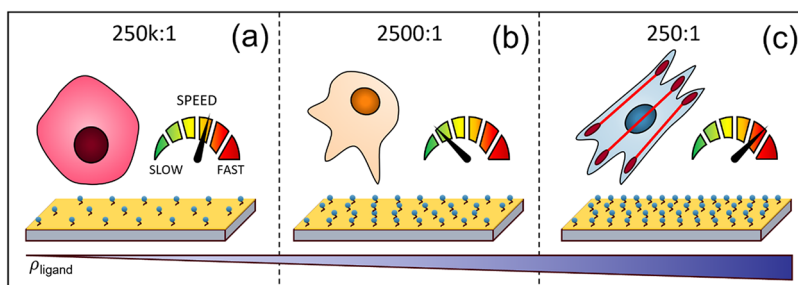 250k:1 (a)
2500:1 (b)
250:1 (c)
SPEED
SLOW FAST
ρligand